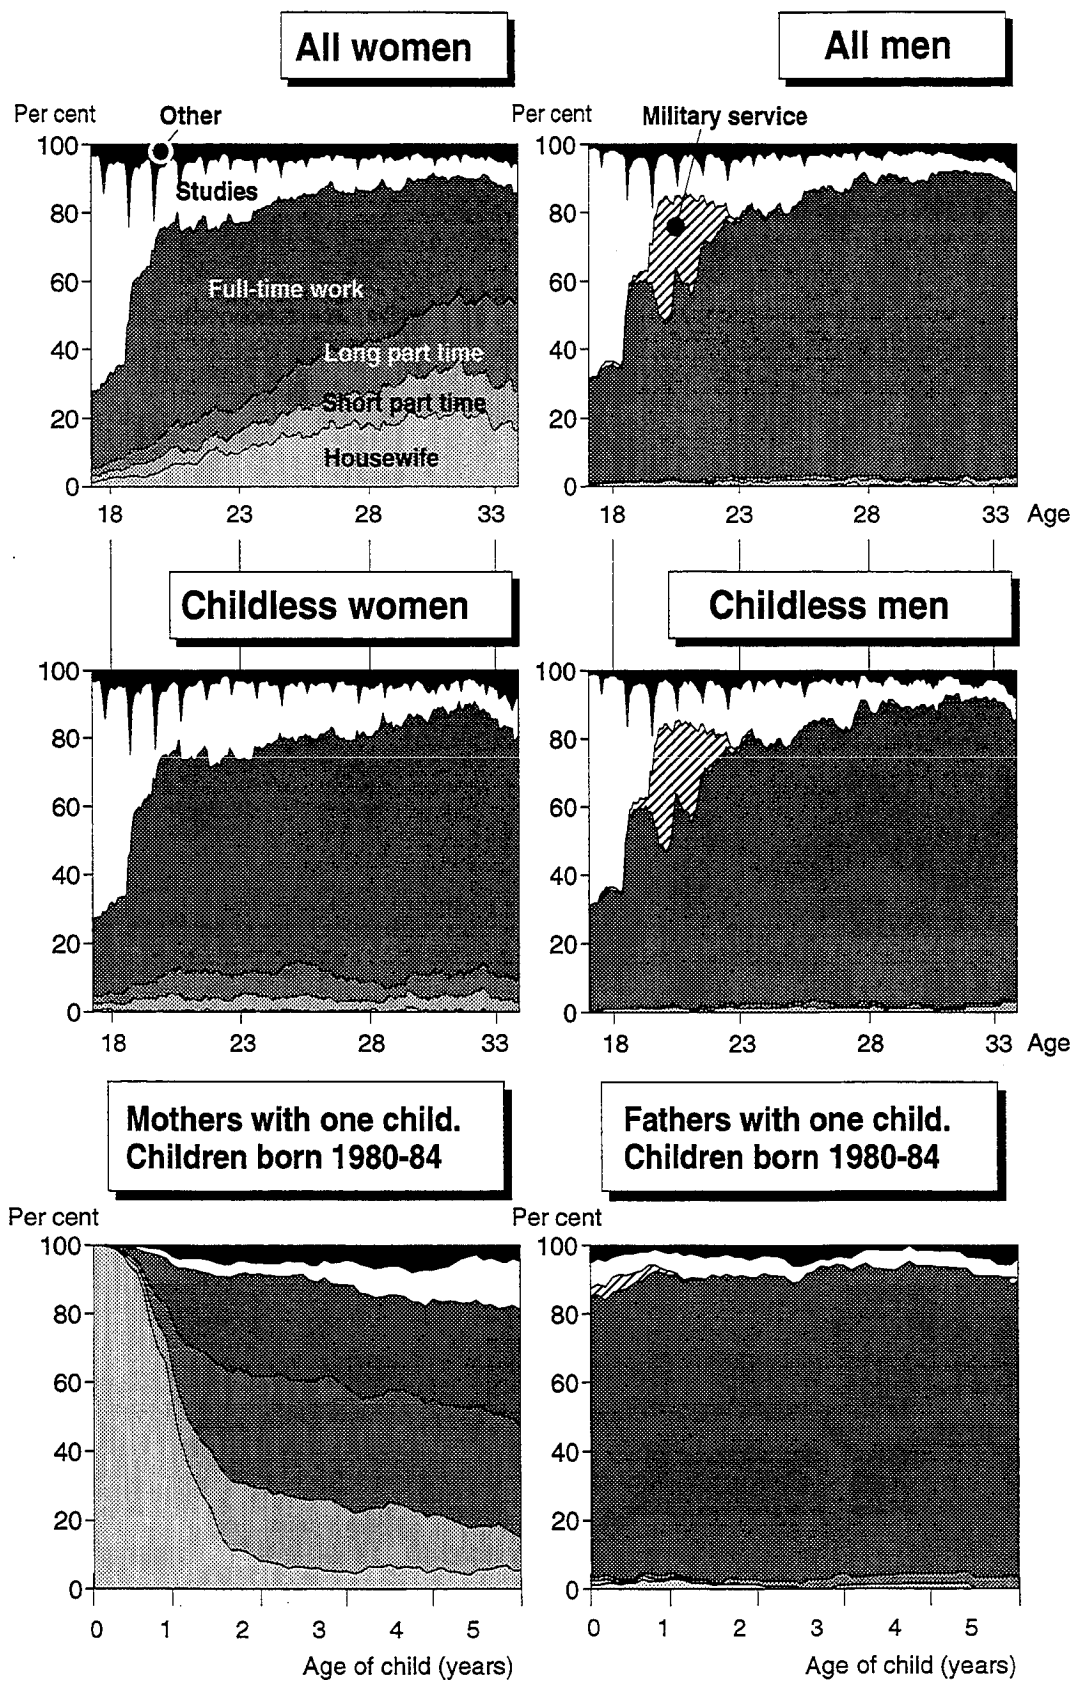 All women
All men
Per cent
Other
Per cent
Military service
100
100
Studies
80
80
Full-time work
60
60
Long part time
40
40
Short part time
20
20
Housewife
0
0
18 23 28 33
18 23 28 33 Age
Childless women
Childless men
100
100
80
80
60
60
40
40
20
20
0
0
18 23 28 33
18 23 28 33 Age
Mothers with one child.
Children born 1980-84
Fathers with one child.
Children born 1980-84
Per cent
Per cent
100
100
80
80
60
60
40
40
20
20
0
0
0 1 2 3 4 5
0 1 2 3 4 5
Age of child (years)
Age of child (years)